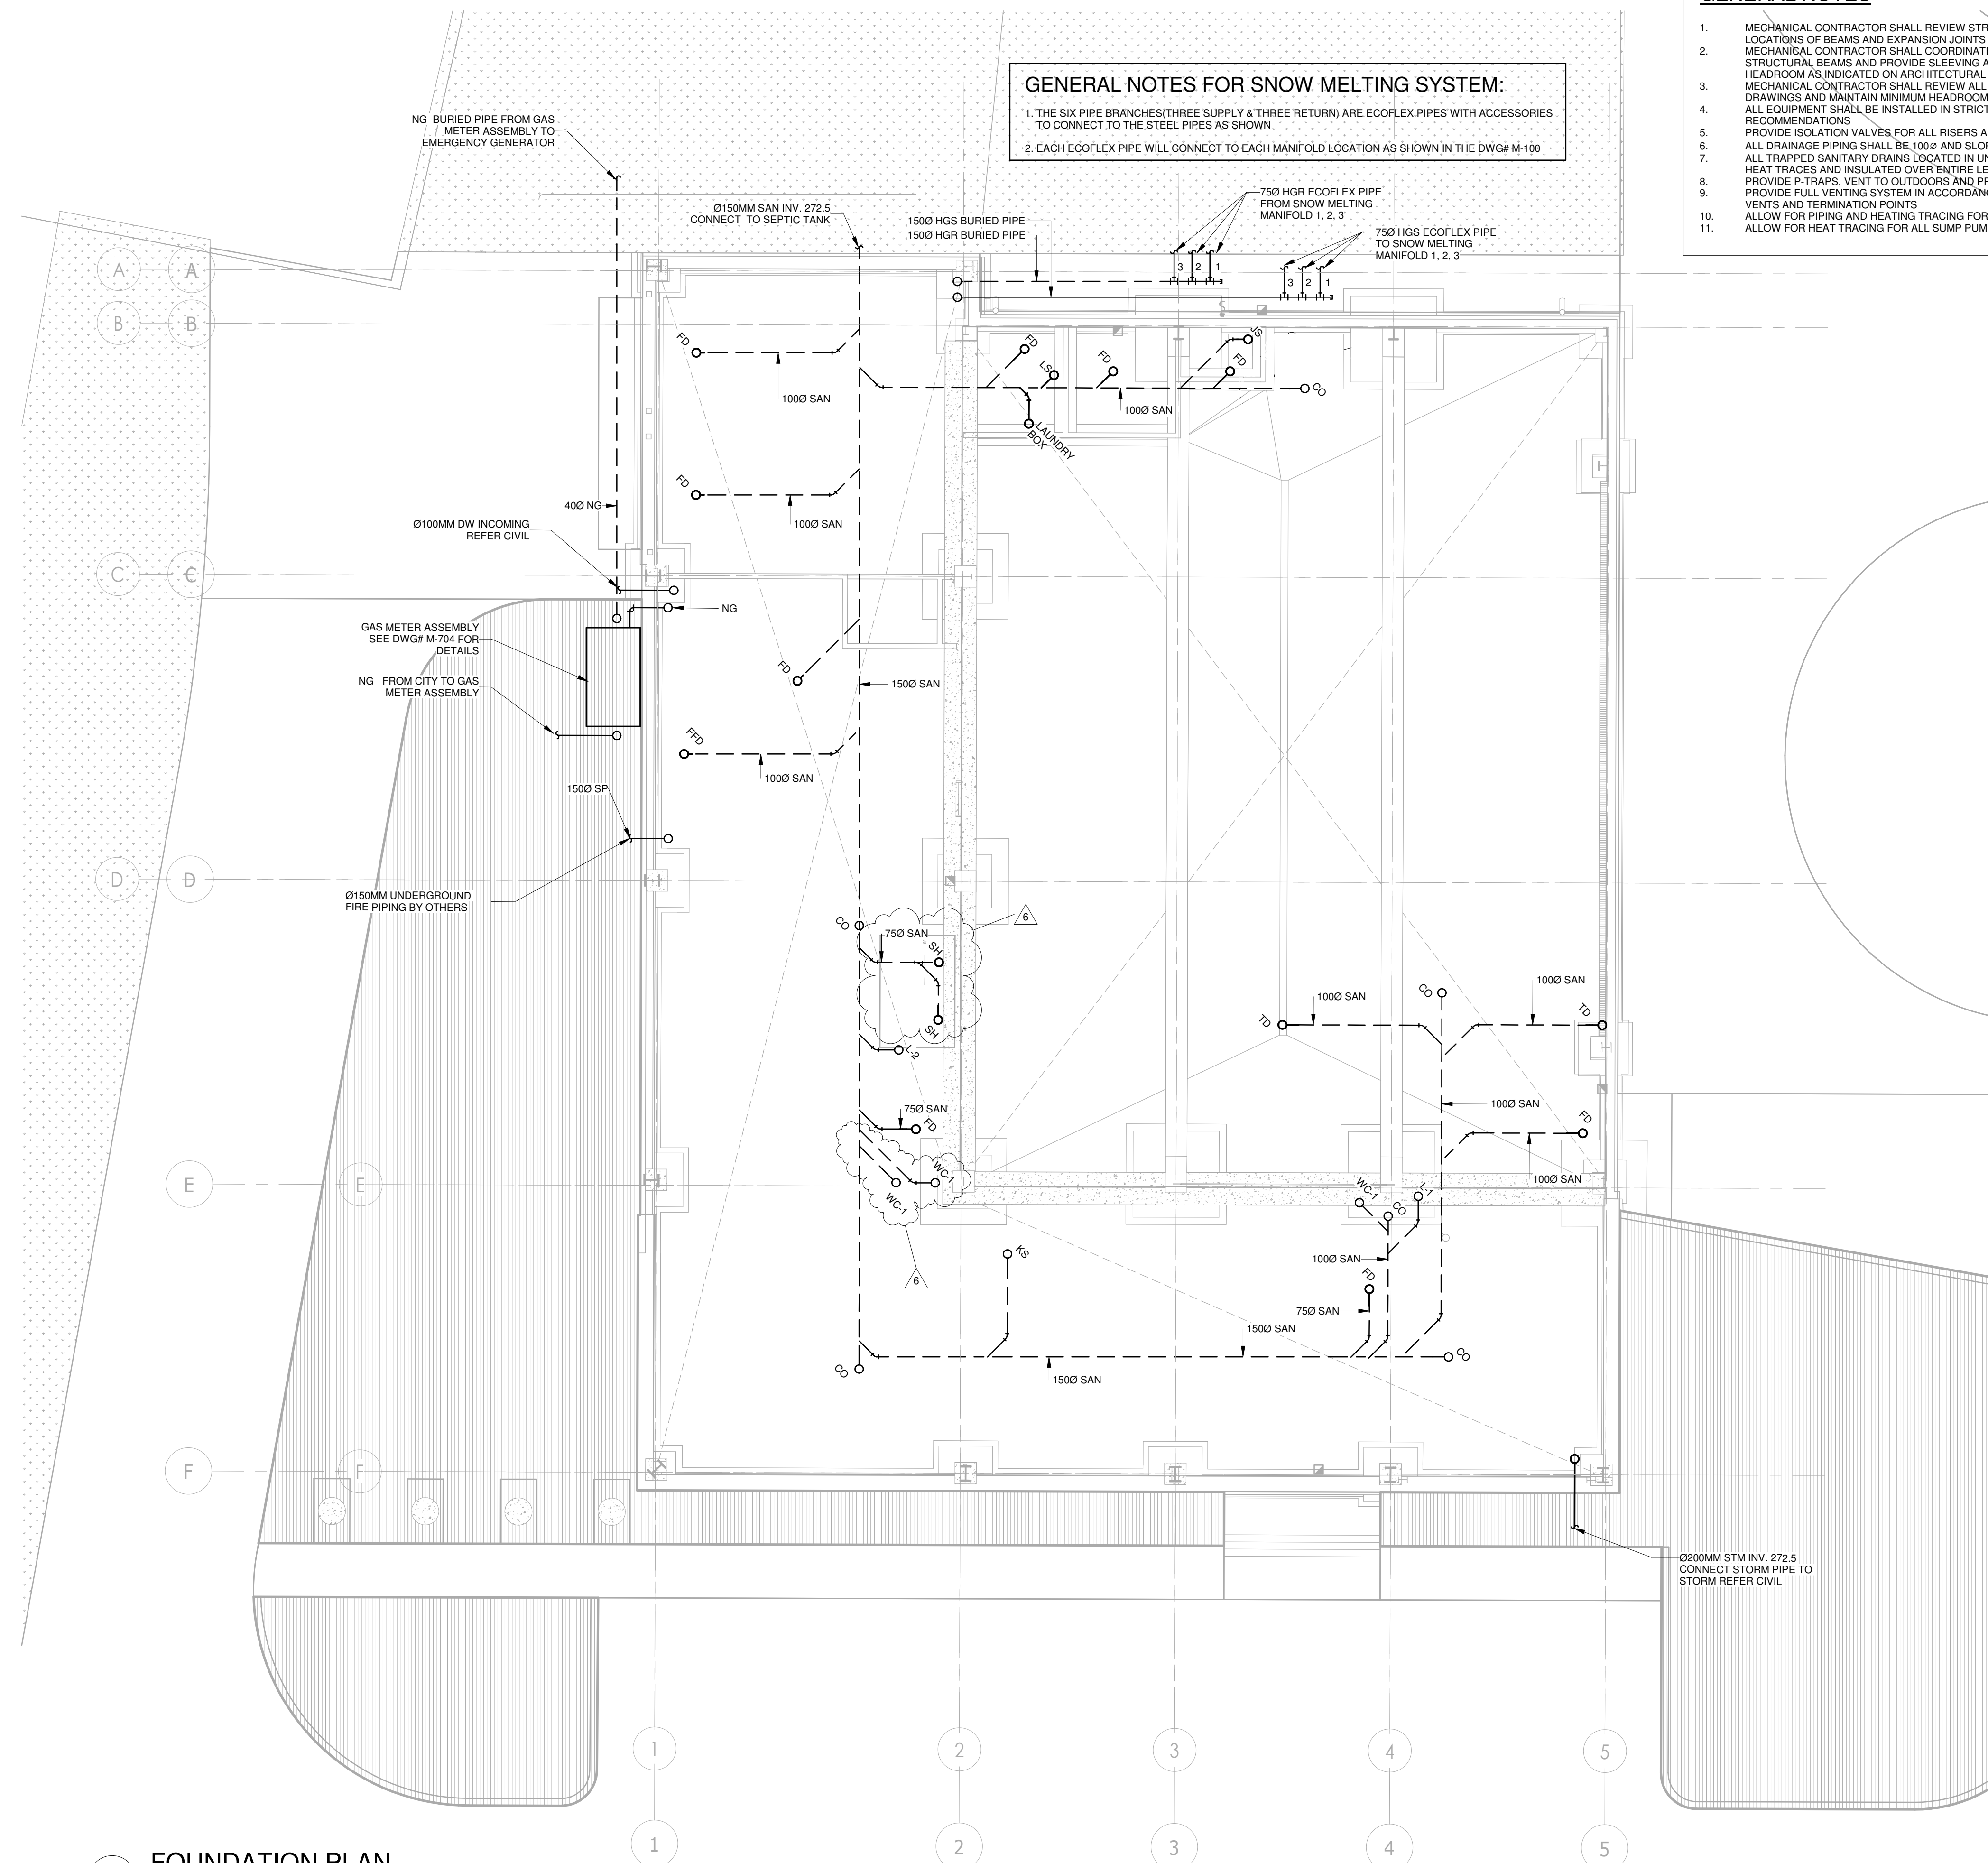 GENERAL NOTES
1. MECHANICAL CONTRACTOR SHALL REVIEW
LOCATIONS OF BEAMS AND EXPANSION JOINTS
2. MECHANICAL CONTRACTOR SHALL
STRUCTURAL BEAMS AND PROVIDE SLEEVING
HEADROOM AS INDICATED ON ARCHITECTURAL
3. MECHANICAL CONTRACTOR SHALL REVIEW ALL
DRAWINGS AND MAINTAIN MINIMUM HEADROOM
4. ALL EQUIPMENT SHALL BE INSTALLED IN
RECOMMENDATIONS
5. PROVIDE ISOLATION VALVES FOR ALL RISERS
6. ALL DRAINAGE PIPING SHALL BE 100Ø AND
7. ALL TRAPPED SANITARY DRAINS LOCATED IN
HEAT TRACES AND INSULATED OVER ENTIRE
8. PROVIDE P-TRAPS, VENT TO OUTDOORS AND
9. PROVIDE FULL VENTING SYSTEM IN
VENTS AND TERMINATION POINTS
10. ALLOW FOR PIPING AND HEATING TRACING FOR
11. ALLOW FOR HEAT TRACING FOR ALL SUMP
GENERAL NOTES FOR SNOW MELTING SYSTEM:
1. THE SIX PIPE BRANCHES(THREE SUPPLY & THREE RETURN) ARE ECOFLEX PIPES WITH ACCESSORIES
TO CONNECT TO THE STEEL PIPES AS SHOWN
2. EACH ECOFLEX PIPE WILL CONNECT TO EACH MANIFOLD LOCATION AS SHOWN IN THE DWG# M-100
NG BURIED PIPE FROM GAS
METER ASSEMBLY TO
EMERGENCY GENERATOR
Ø150MM SAN INV. 272.5
CONNECT TO SEPTIC TANK
150Ø HGS BURIED PIPE
150Ø HGR BURIED PIPE
75Ø HGR ECOFLEX PIPE
FROM SNOW MELTING
MANIFOLD 1, 2, 3
75Ø HGS ECOFLEX PIPE
TO SNOW MELTING
MANIFOLD 1, 2, 3
3 2 1
3 2 1
A A
B B
FD
100Ø SAN
FD
LS
FD
JS
FD
CO
100Ø SAN
LAUNDRY
BOX
FD
100Ø SAN
40Ø NG
Ø100MM DW INCOMING
REFER CIVIL
C C
NG
GAS METER ASSEMBLY
SEE DWG# M-704 FOR
DETAILS
NG FROM CITY TO GAS
METER ASSEMBLY
FD
150Ø SAN
FFD
100Ø SAN
150Ø SP
D D
Ø150MM UNDERGROUND
FIRE PIPING BY OTHERS
CO
75Ø SAN
SH
SH
6
L-2
75Ø SAN
FD
TD
100Ø SAN
CO
100Ø SAN
TD
100Ø SAN
FD
100Ø SAN
E E
WC-1
WC-1
6
KS
WC-1
CO
L-1
100Ø SAN
FD
75Ø SAN
150Ø SAN
CO
150Ø SAN
CO
F F
Ø200MM STM INV. 272.5
CONNECT STORM PIPE TO
STORM REFER CIVIL
1 2 3 4 5
1 2 3 4 5
FOUNDATION PLAN